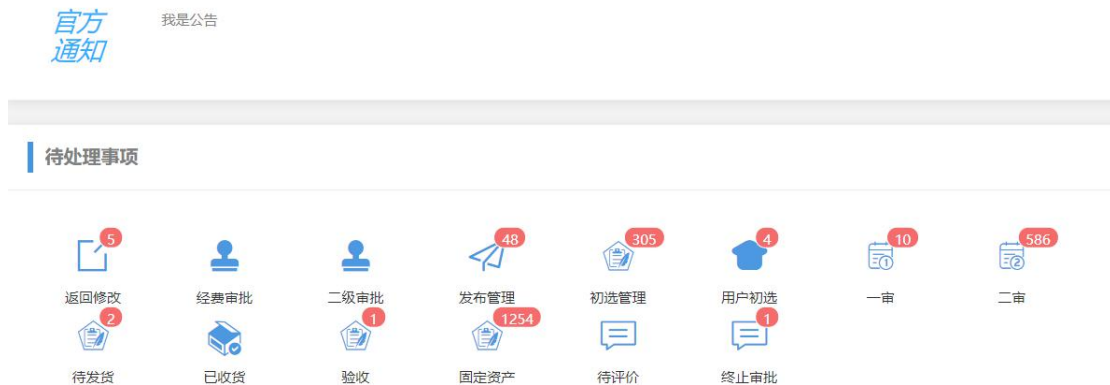 官方
通知
我是公告
待处理事项
5 48 305 4 10 586
1 2
返回修改 经费审批 二级审批 发布管理 初选管理 用户初选 一审 二审
2 1 1254 1
待发货 已收货 验收 固定资产 待评价 终止审批